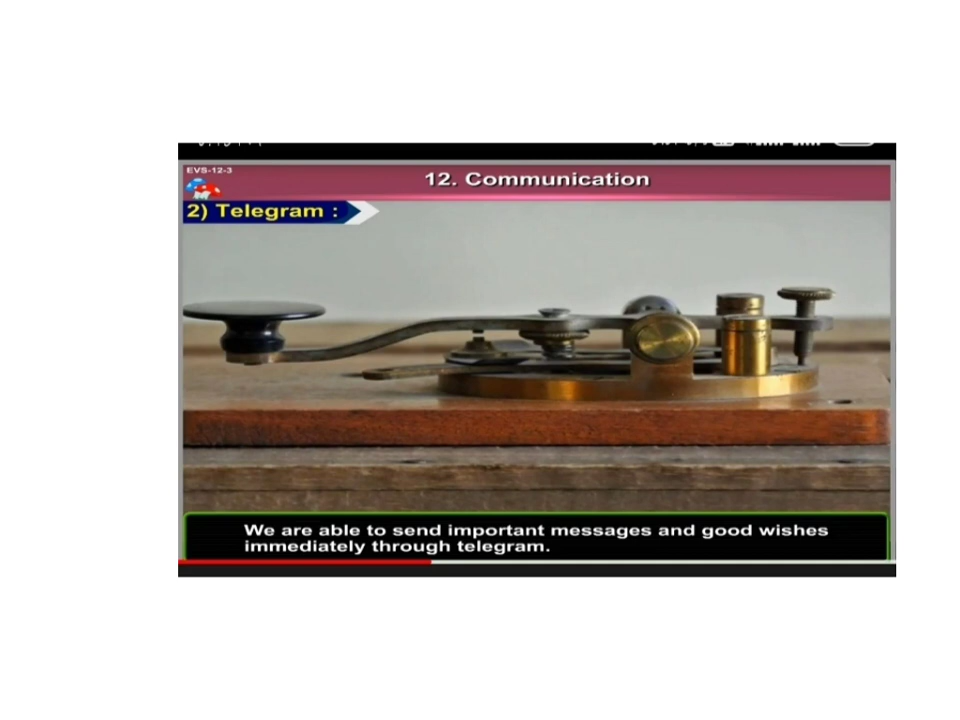 EVS-12-3
12. Communication
2) Telegram :
We are able to send important messages and good wishes
immediately through telegram.